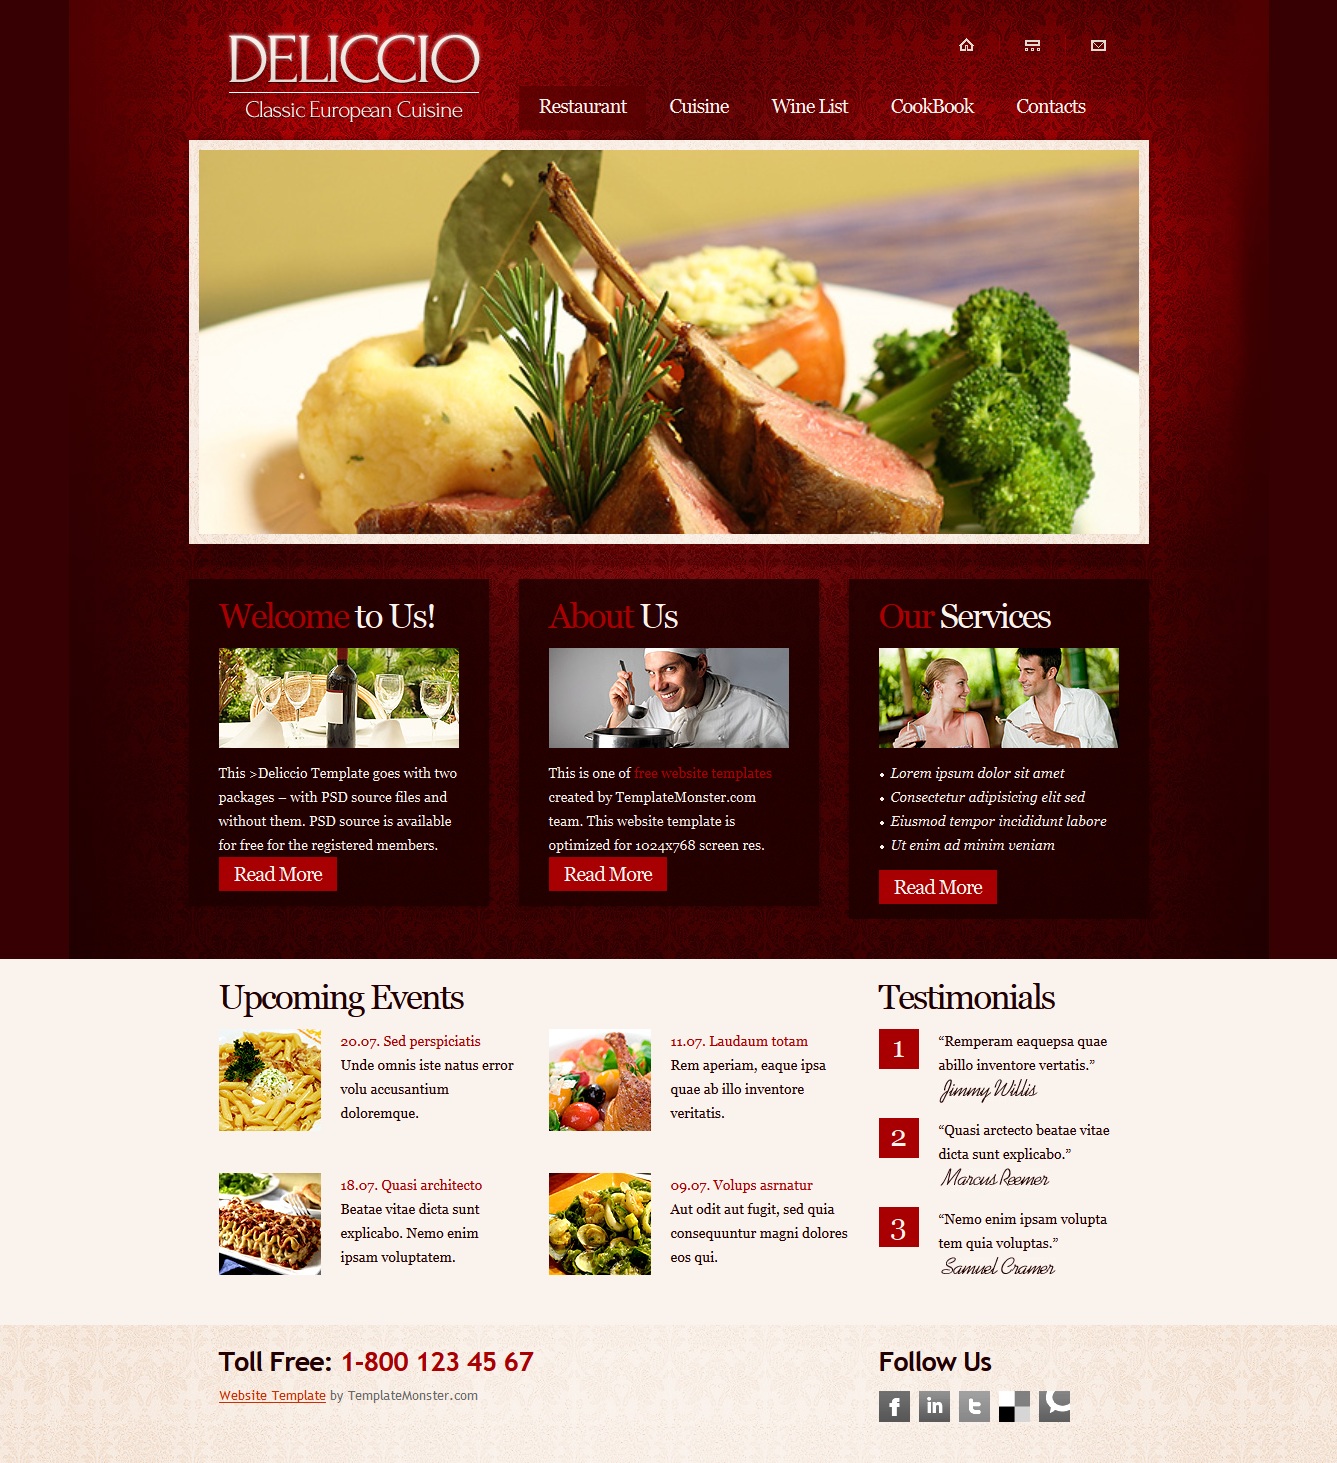 DELICCIO
Classic European Cuisine
Restaurant Cuisine Wine List CookBook Contacts
Welcome to Us!
This >Deliccio Template goes with two
packages – with PSD source files and
without them. PSD source is available
for free for the registered members.
Read More
About Us
This is one of free website templates
created by TemplateMonster.com
team. This website template is
optimized for 1024x768 screen res.
Read More
Our Services
Lorem ipsum dolor sit amet
Consectetur adipisicing elit sed
Eiusmod tempor incididunt labore
Ut enim ad minim veniam
Read More
Upcoming Events
20.07. Sed perspiciatis
Unde omnis iste natus error
volu accusantium
doloremque.
11.07. Laudaum totam
Rem aperiam, eaque ipsa
quae ab illo inventore
veritatis.
18.07. Quasi architecto
Beatae vitae dicta sunt
explicabo. Nemo enim
ipsam voluptatem.
09.07. Volups asrnatur
Aut odit aut fugit, sed quia
consequuntur magni dolores
eos qui.
Testimonials
1
“Remperam eaquepsa quae
abillo inventore vertatis.”
Jimmy Willis
2
“Quasi arctecto beatae vitae
dicta sunt explicabo.”
Marcus Reemer
3
“Nemo enim ipsam volupta
tem quia voluptas.”
Samuel Cramer
Toll Free: 1-800 123 45 67
Website Template by TemplateMonster.com
Follow Us
f in t